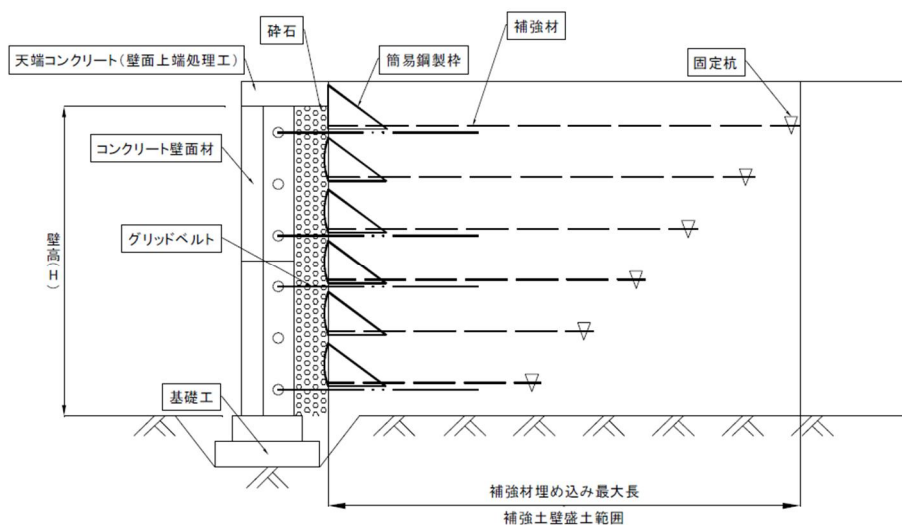 砕石
補強材
天端コンクリート(壁面上端処理工)
簡易鋼製枠
固定杭
コンクリート壁面材
グリッドベルト
壁高(H)
基礎工
補強材埋め込み最大長
補強土壁盛土範囲